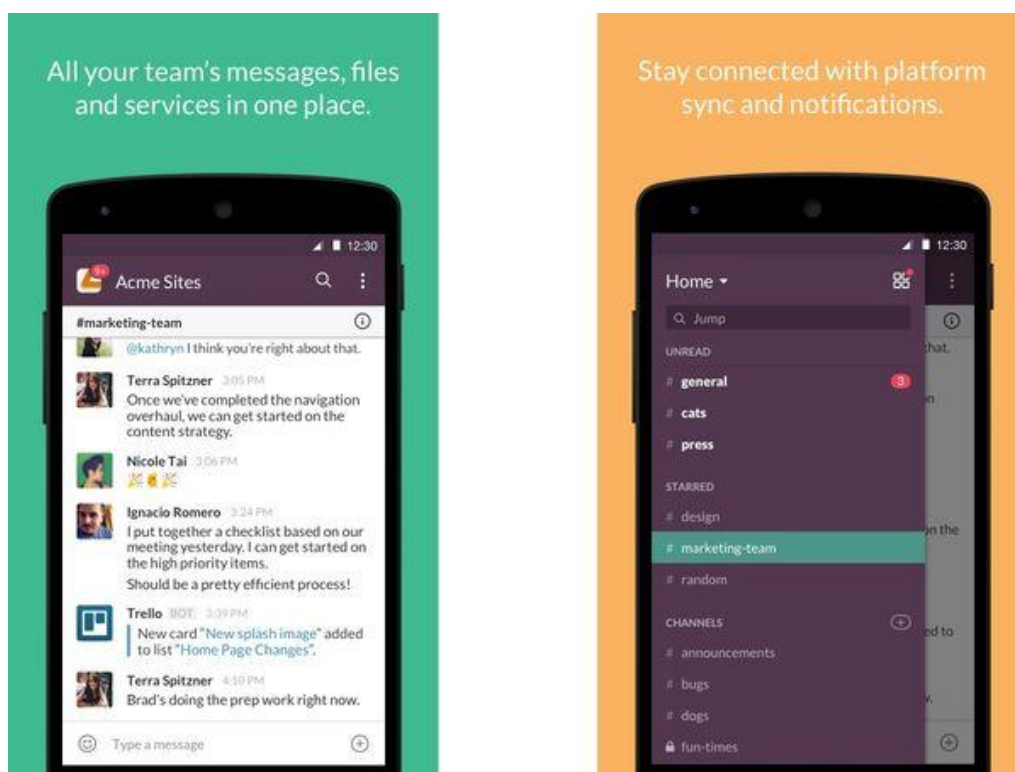 All your team's messages, files
and services in one place.
12:30
9+
Acme Sites
#marketing-team
@kathryn I think you're right about that.
Terra Spitzner 3:05 PM
Once we've completed the navigation
overhaul, we can get started on the
content strategy.
Nicole Tai 3:06 PM
Ignacio Romero 3:24 PM
I put together a checklist based on our
meeting yesterday. I can get started on
the high priority items.
Should be a pretty efficient process!
Trello BOT 3:39 PM
New card "New splash image" added
to list "Home Page Changes".
Terra Spitzner 4:10 PM
Brad's doing the prep work right now.
Type a message
Stay connected with platform
sync and notifications.
12:30
Home
Jump
UNREAD
# general 3
# cats
# press
STARRED
# design
# marketing-team
# random
CHANNELS
# announcements
# bugs
# dogs
fun-times
that.
on
on the
ed to
w.